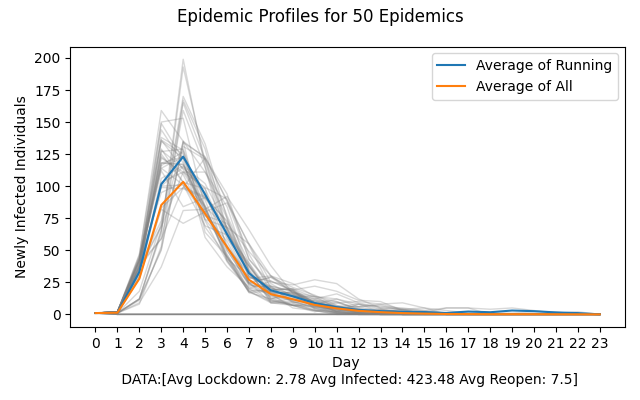 Epidemic Profiles for 50 Epidemics
Average of Running
Average of All
Newly Infected Individuals
200
175
150
125
100
75
50
25
0
0 1 2 3 4 5 6 7 8 9 10 11 12 13 14 15 16 17 18 19 20 21 22 23
Day
DATA:[Avg Lockdown: 2.78 Avg Infected: 423.48 Avg Reopen: 7.5]